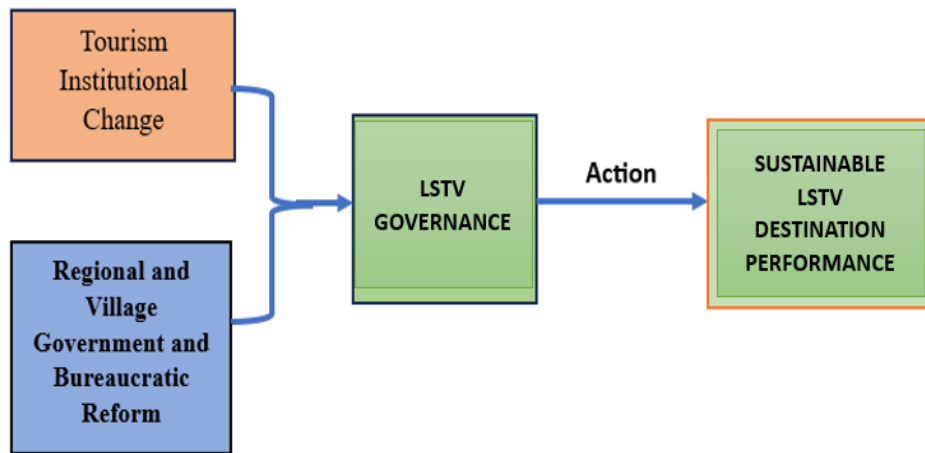 Tourism
Institutional
Change
Regional and
Village
Government and
Bureaucratic
Reform
LSTV
GOVERNANCE
Action
SUSTAINABLE
LSTV
DESTINATION
PERFORMANCE